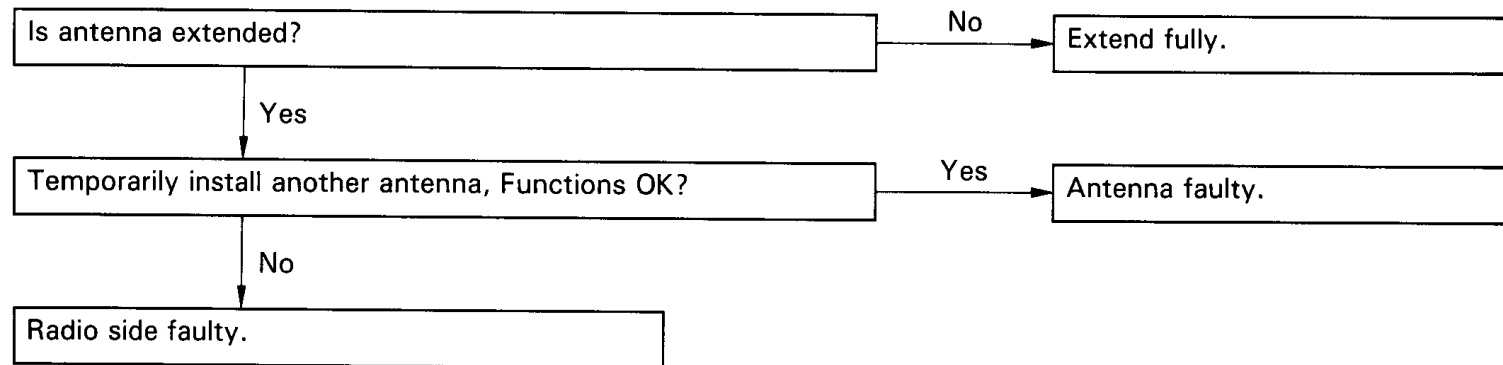 Is antenna extended?
No
Extend fully.
Yes
Temporarily install another antenna, Functions OK?
Yes
Antenna faulty.
No
Radio side faulty.